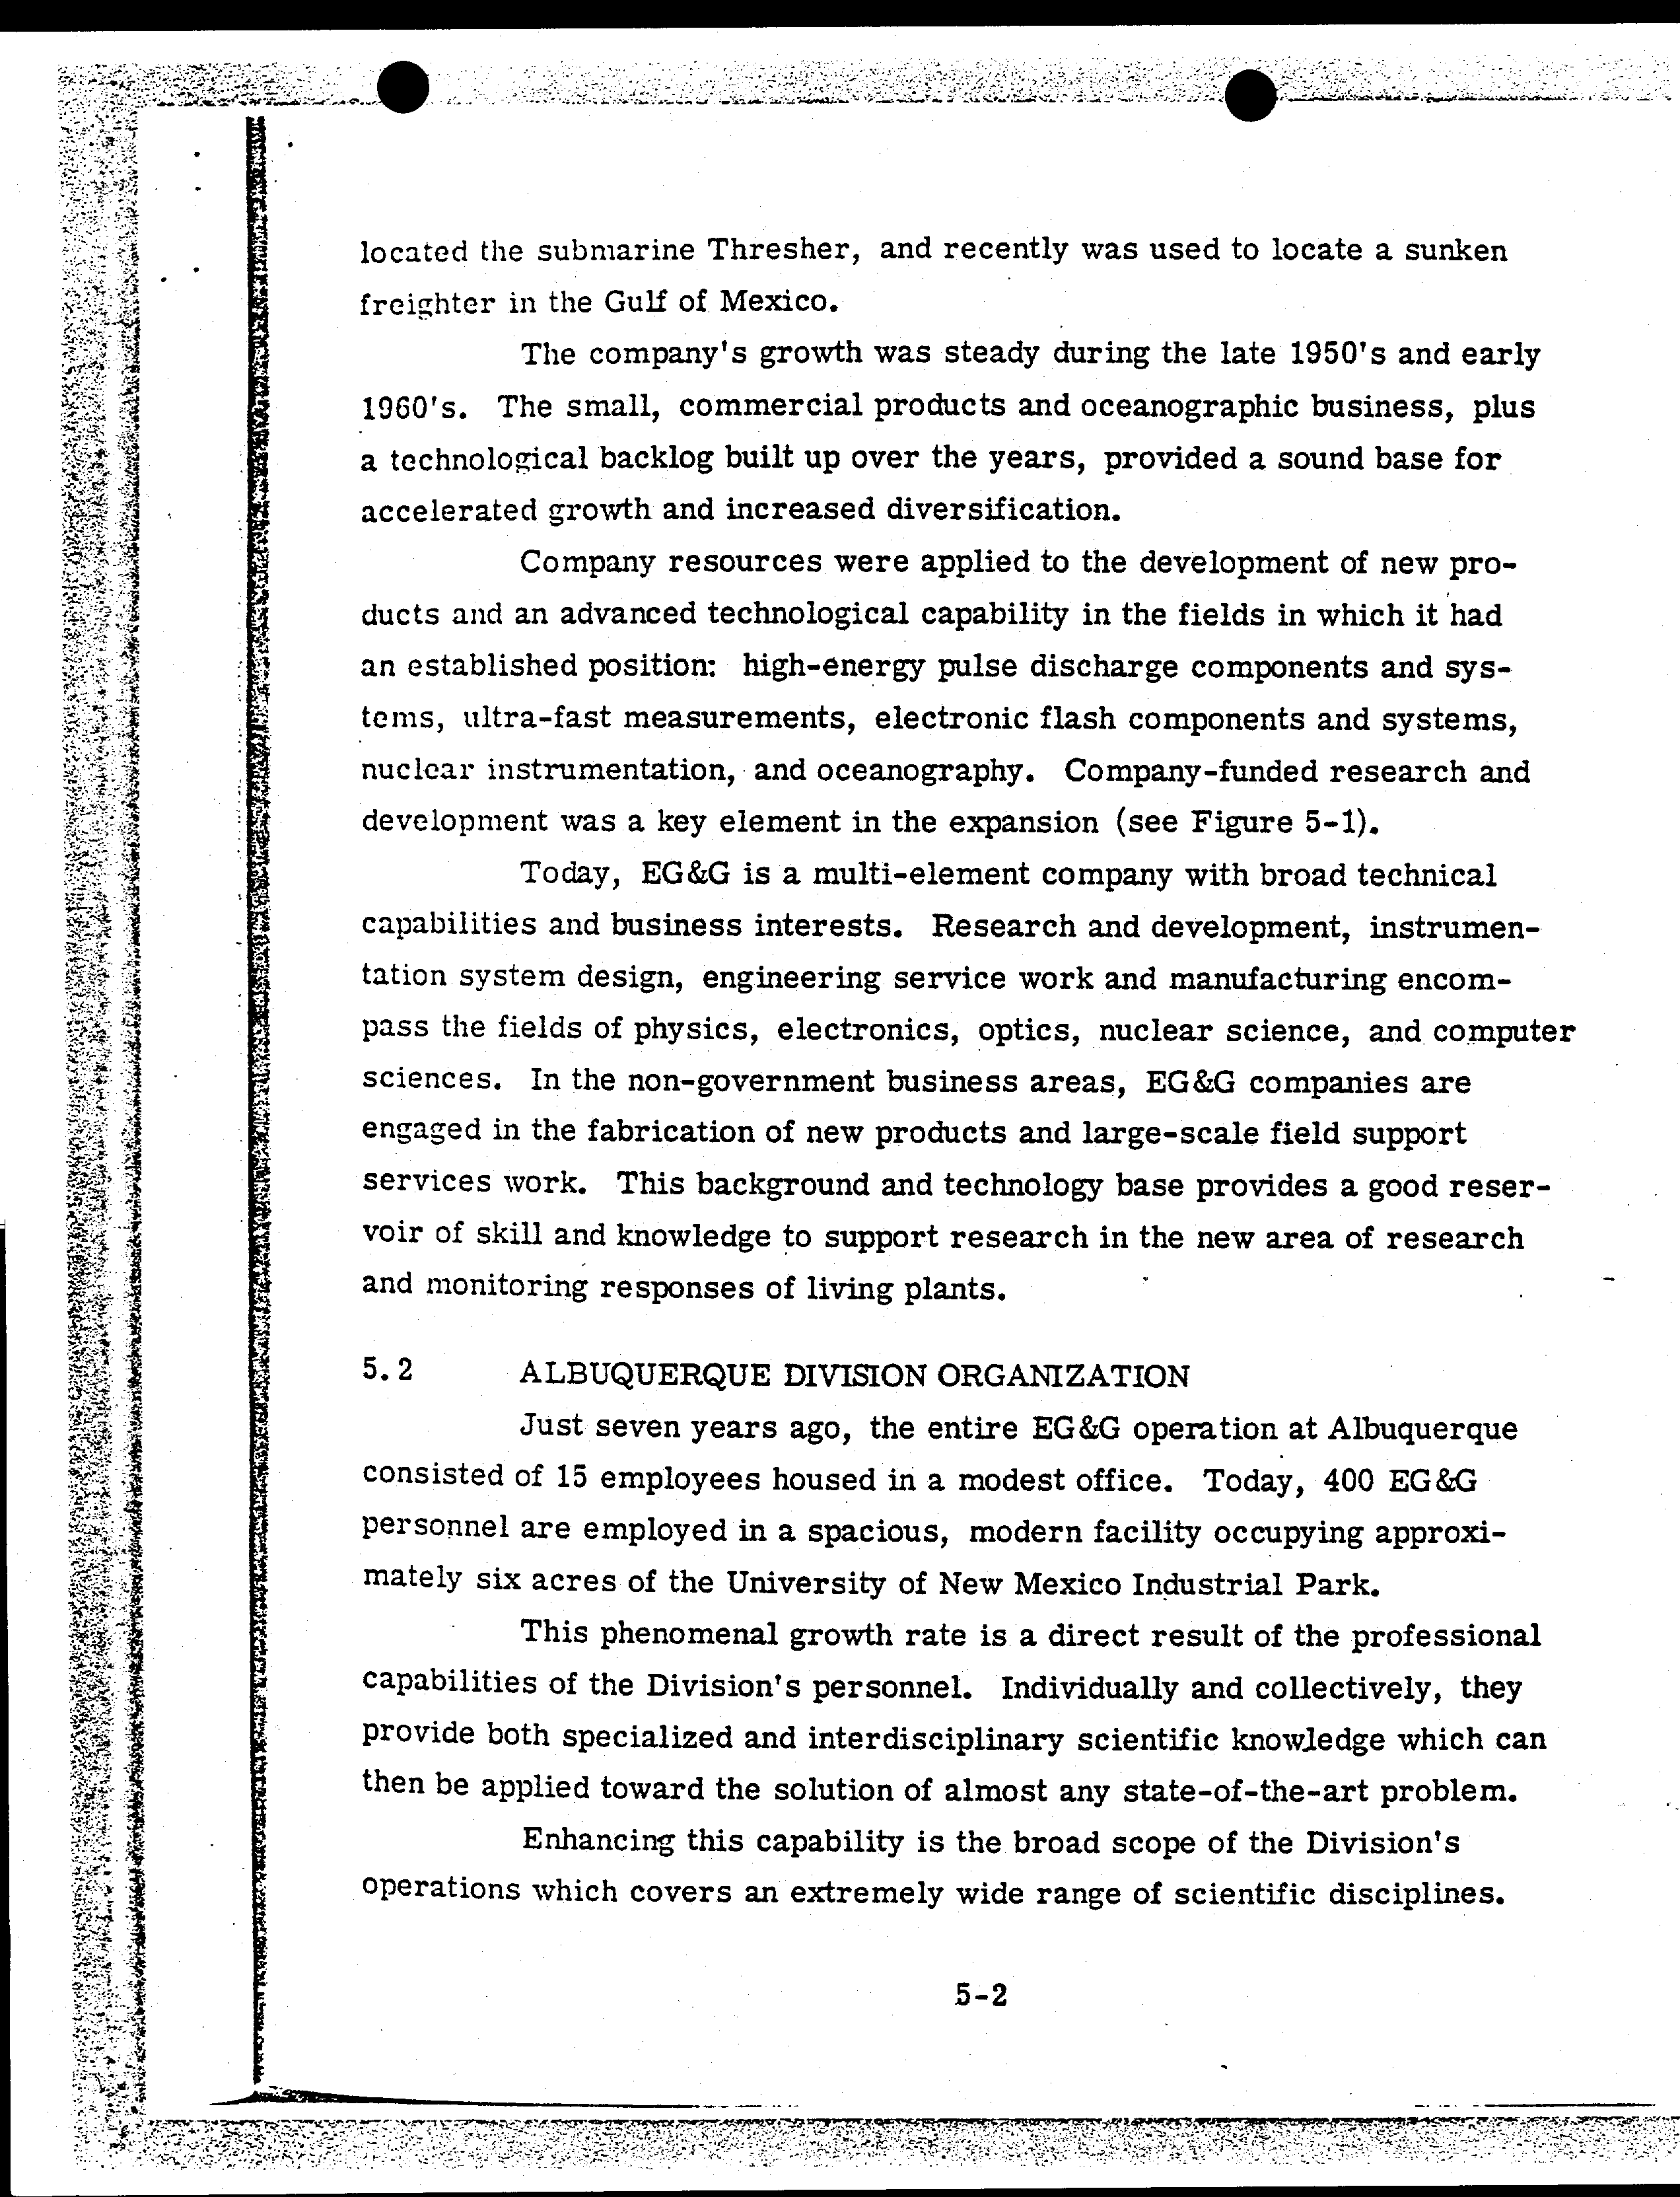 located the submarine Thresher, and recently was used to locate a sunken
freighter in the Gulf of Mexico.
The company's growth was steady during the late 1950's and early
1960's. The small, commercial products and oceanographic business, plus
a technological backlog built up over the years, provided a sound base for
accelerated growth and increased diversification.
Company resources were applied to the development of new pro-
ducts and an advanced technological capability in the fields in which it had
an established position: high-energy pulse discharge components and sys-
tems, ultra-fast measurements, electronic flash components and systems,
nuclear instrumentation, and oceanography. Company-funded research and
development was a key element in the expansion (see Figure 5-1).
Today, EG&G is a multi-element company with broad technical
capabilities and business interests. Research and development, instrumen-
tation system design, engineering service work and manufacturing encom-
pass the fields of physics, electronics, optics, nuclear science, and computer
sciences. In the non-government business areas, EG&G companies are
engaged in the fabrication of new products and large-scale field support
services work. This background and technology base provides a good reser-
voir of skill and knowledge to support research in the new area of research
and monitoring responses of living plants.
5.2 ALBUQUERQUE DIVISION ORGANIZATION
Just seven years ago, the entire EG&G operation at Albuquerque
consisted of 15 employees housed in a modest office. Today, 400 EG&G
personnel are employed in a spacious, modern facility occupying approxi-
mately six acres of the University of New Mexico Industrial Park.
This phenomenal growth rate is a direct result of the professional
capabilities of the Division's personnel. Individually and collectively, they
provide both specialized and interdisciplinary scientific knowledge which can
then be applied toward the solution of almost any state-of-the-art problem.
Enhancing this capability is the broad scope of the Division's
operations which covers an extremely wide range of scientific disciplines.
5-2